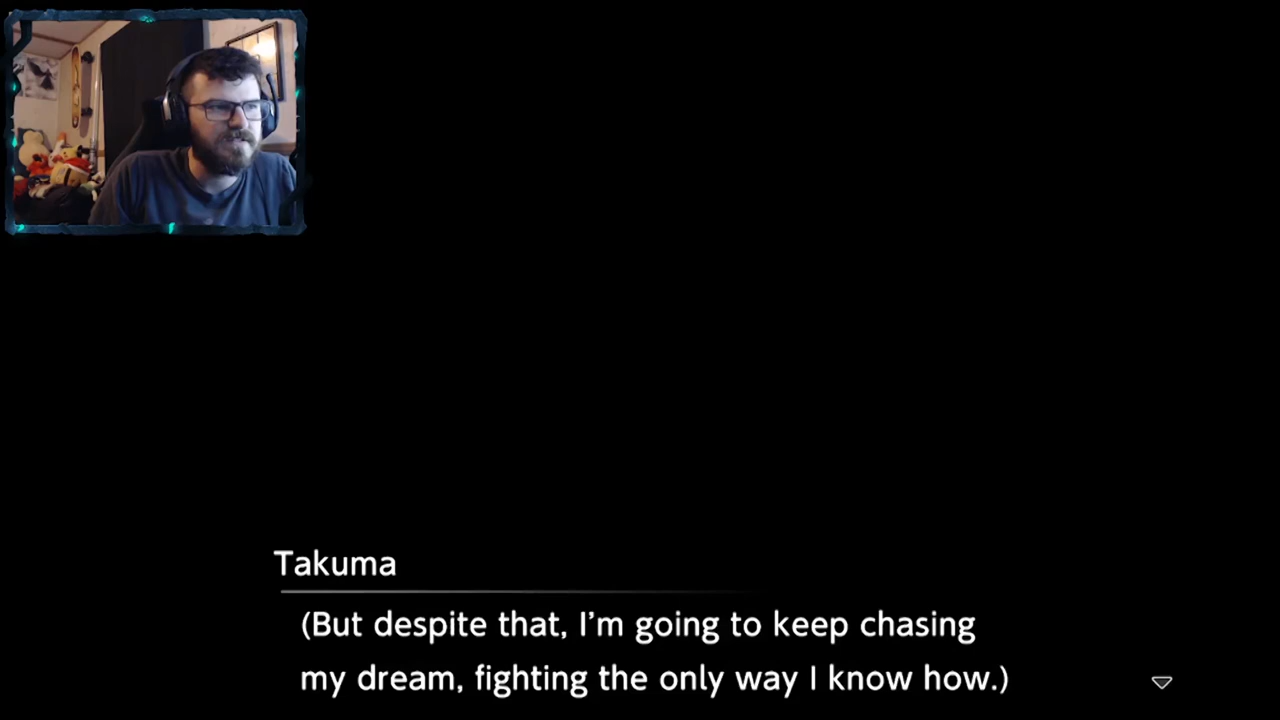 Takuma
(But despite that, I'm going to keep chasing
my dream, fighting the only way I know how.)